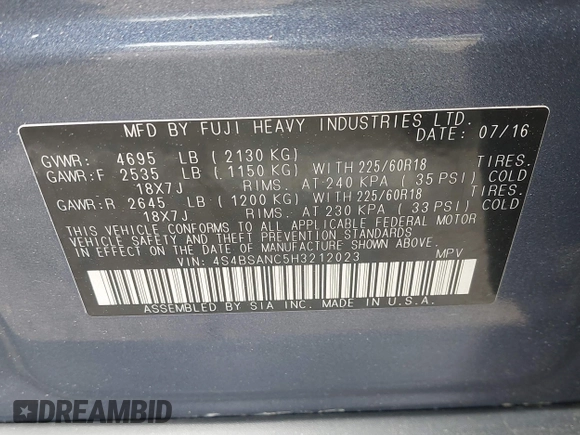 MFD BY FUJI HEAVY INDUSTRIES LTD.
DATE: 07/16
GVWR: 4695 LB (2130 KG)
GAWR:F 2535 LB (1150 KG) WITH 225/60R18 TIRES.
18X7J RIMS. AT 240 KPA (35 PSI) COLD
GAWR:R 2645 LB (1200 KG) WITH 225/60R18 TIRES.
18X7J RIMS. AT 230 KPA (33 PSI) COLD
THIS VEHICLE CONFORMS TO ALL APPLICABLE FEDERAL MOTOR
VEHICLE SAFETY AND THEFT PREVENTION STANDARDS
IN EFFECT ON THE DATE OF MANUFACTURE SHOWN ABOVE.
VIN: 4S4BSANC5H3212023 MPV
ASSEMBLED BY SIA INC. MADE IN U.S.A.
DREAMBID